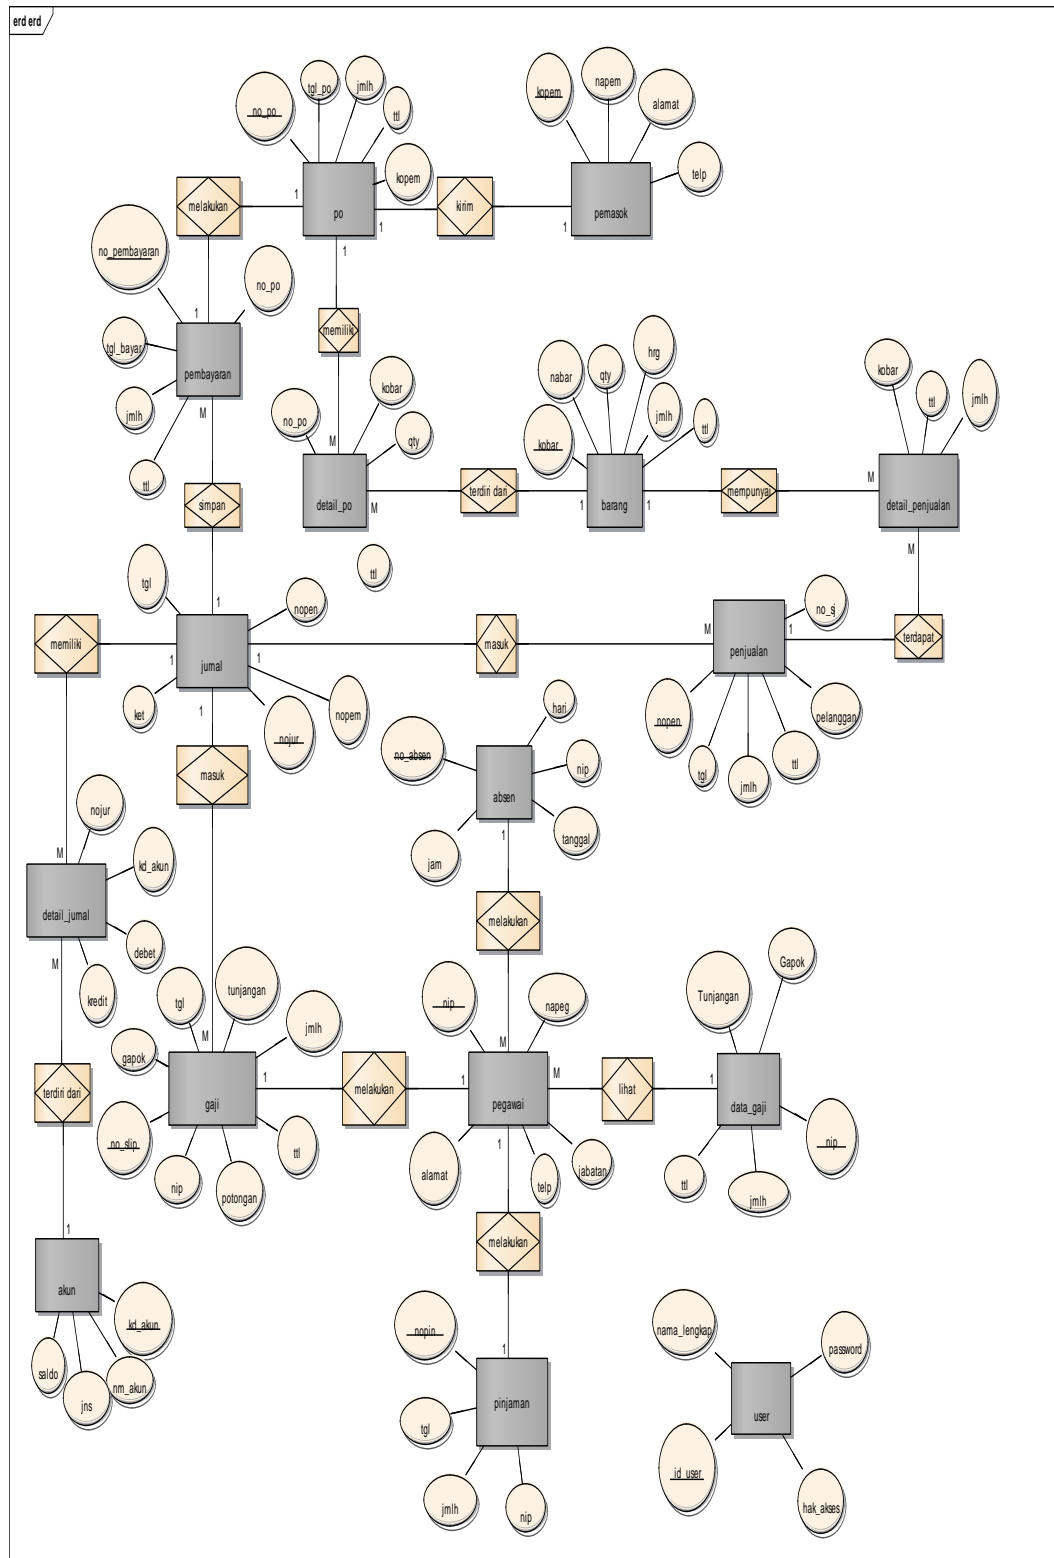 erd erd
tgl_po
jmlh
no_po
ttl
kopem
kopem
napem
alamat
telp
melakukan
1
po
1
kirim
1
pemasok
1
no_pembayaran
no_po
1
memiliki
tgl_bayar
pembayaran
jmlh
ttl
M
no_po
kobar
qty
M
nabar
qty
hrg
kobar
jmlh
ttl
kobar
ttl
jmlh
simpan
detail_po
M
terdiri dari
1
barang
1
mempunyai
M
detail_penjualan
M
ttl
tgl
1
nopen
no_sj
memiliki
1
jurnal
1
masuk
M
penjualan
1
terdapat
ket
1
nojur
nopem
hari
nopen
pelanggan
tgl
jmlh
ttl
masuk
no_absen
absen
nip
tanggal
jam
1
nojur
M
kd_akun
detail_jurnal
debet
M
kredit
melakukan
tgl
tunjangan
jmlh
nip
napeg
Tunjangan
Gapok
gapok
M
M
terdiri dari
gaji
1
melakukan
1
pegawai
M
lihat
1
data_gaji
no_slip
nip
potongan
ttl
alamat
1
telp
jabatan
ttl
jmlh
nip
1
melakukan
akun
kd_akun
saldo
jns
nm_akun
nopin
1
pinjaman
tgl
jmlh
nip
nama_lengkap
password
user
id_user
hak_akses